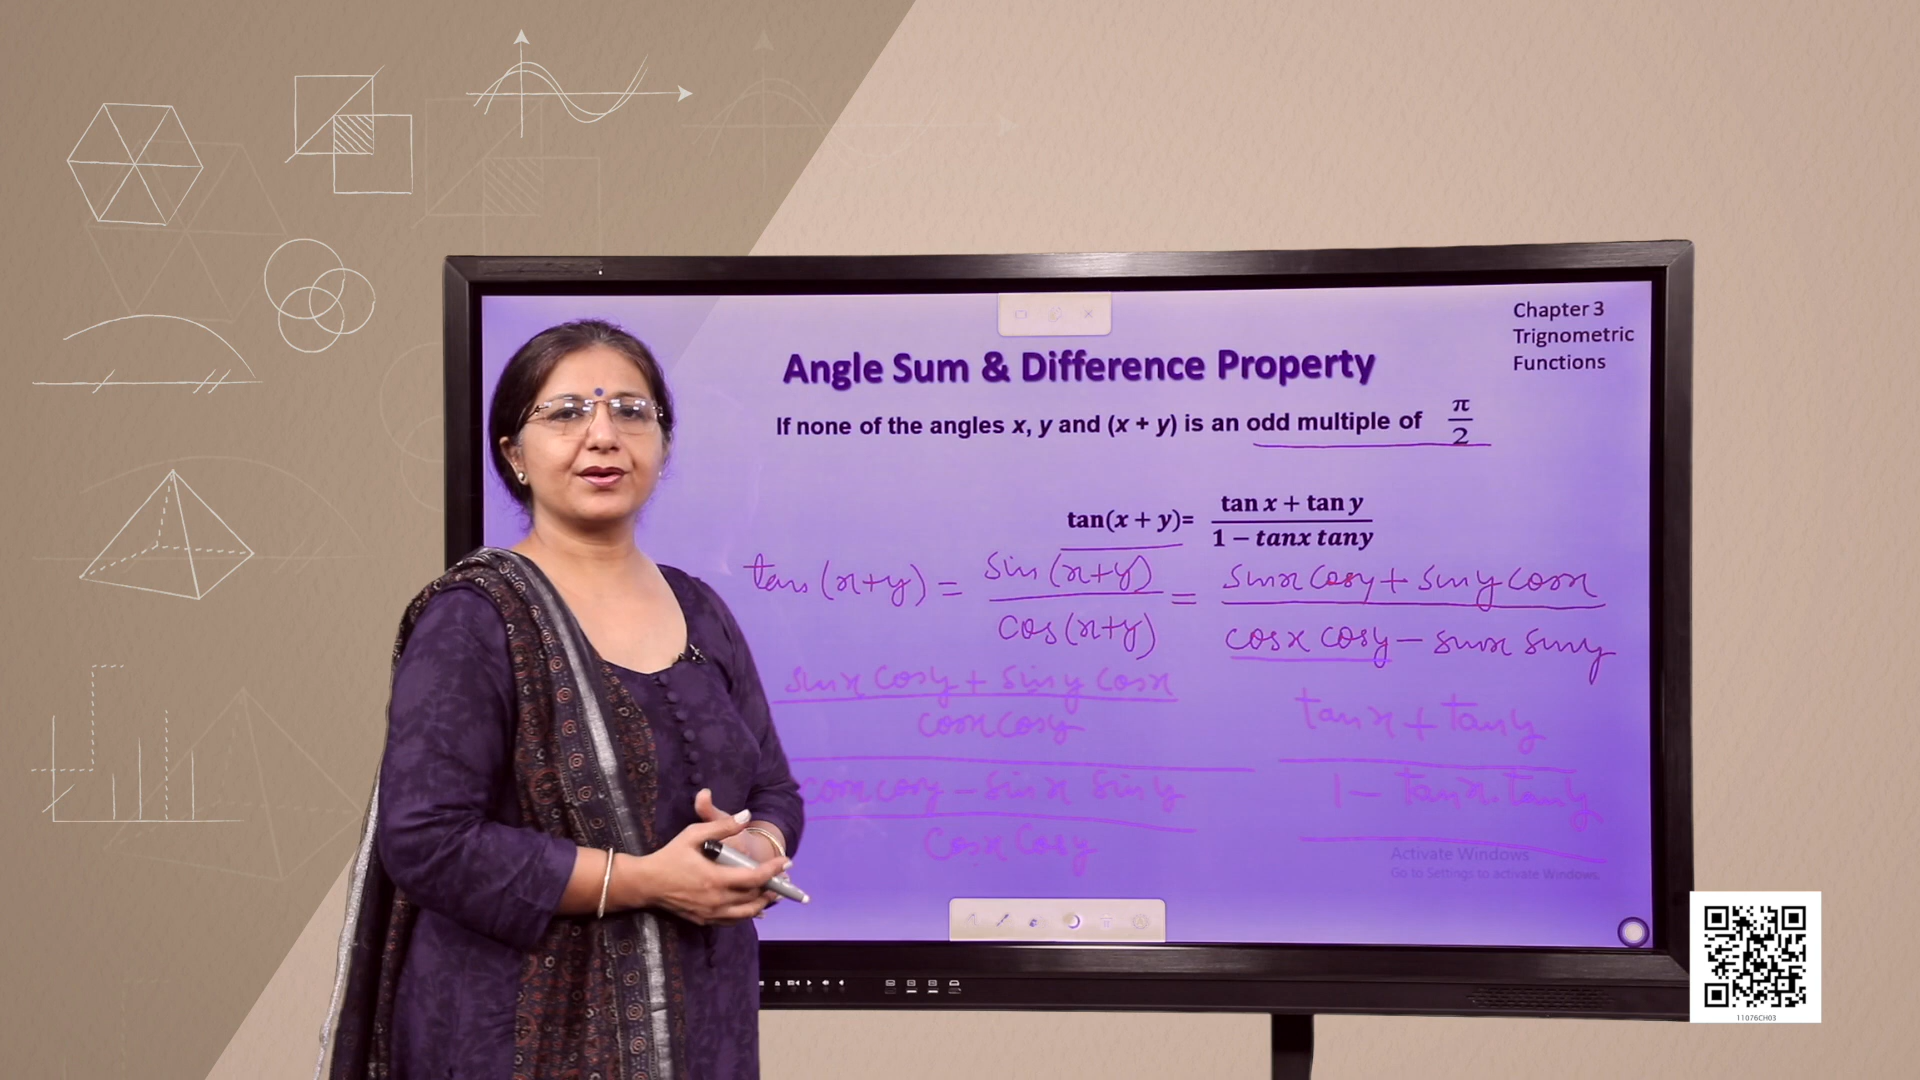 Chapter 3
Trignometric
Functions
Angle Sum & Difference Property
If none of the angles x, y and (x + y) is an odd multiple of π/2
tan(x + y)= (tan x + tan y)/(1 − tanx tany)
tan (x+y) = sin (x+y)/cos (x+y) = (sinx cosy + siny cosx)/(cosx cosy − sinx siny)
sinx cosy + siny cosx
cosx cosy
cosx cosy − sinx siny
cosx cosy
tanx + tany
1 − tanx.tany
Activate Windows
Go to Settings to activate Windows.
11076CH03